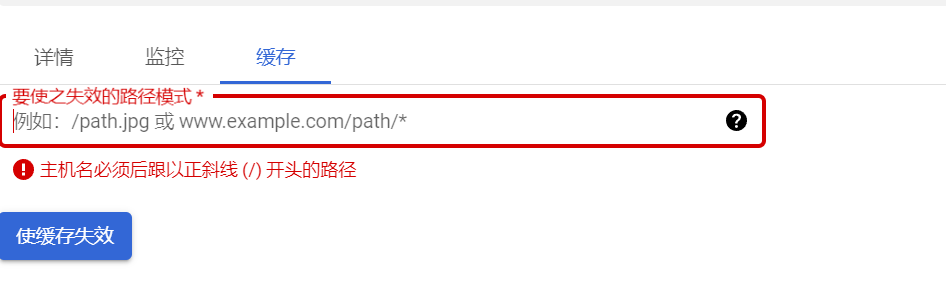 详情 监控 缓存
要使之失效的路径模式 *
例如：/path.jpg 或 www.example.com/path/*
主机名必须后跟以正斜线 (/) 开头的路径
使缓存失效